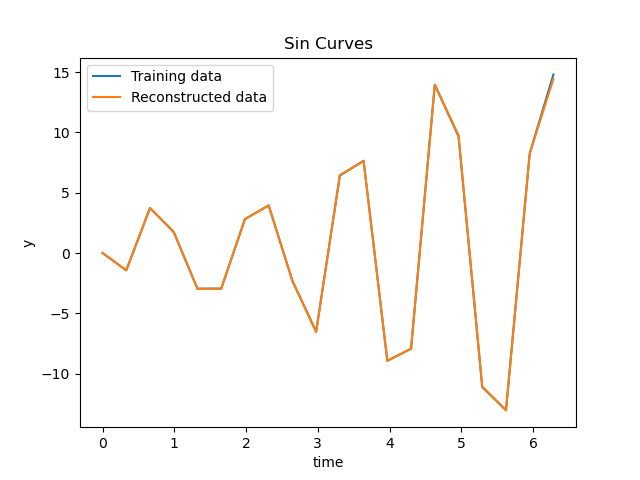 Sin Curves
Training data
Reconstructed data
15
10
5
0
−5
−10
y
0 1 2 3 4 5 6
time